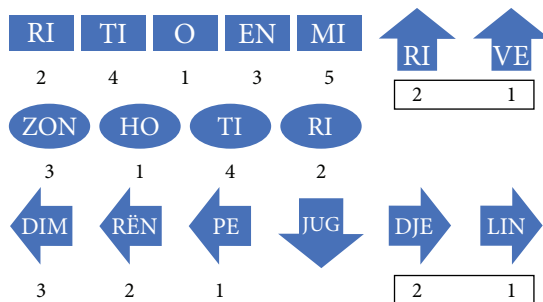 RI TI O EN MI RI VE
2 4 1 3 5 2 1
ZON HO TI RI
3 1 4 2
DIM RËN PE JUG DJE LIN
3 2 1 2 1